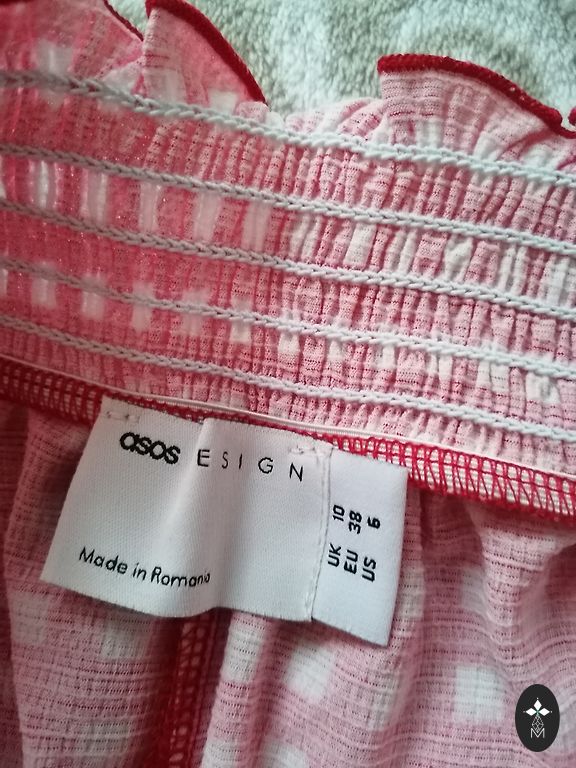 asos ESIGN
Made in Romania
UK 10
EU 38
US 6